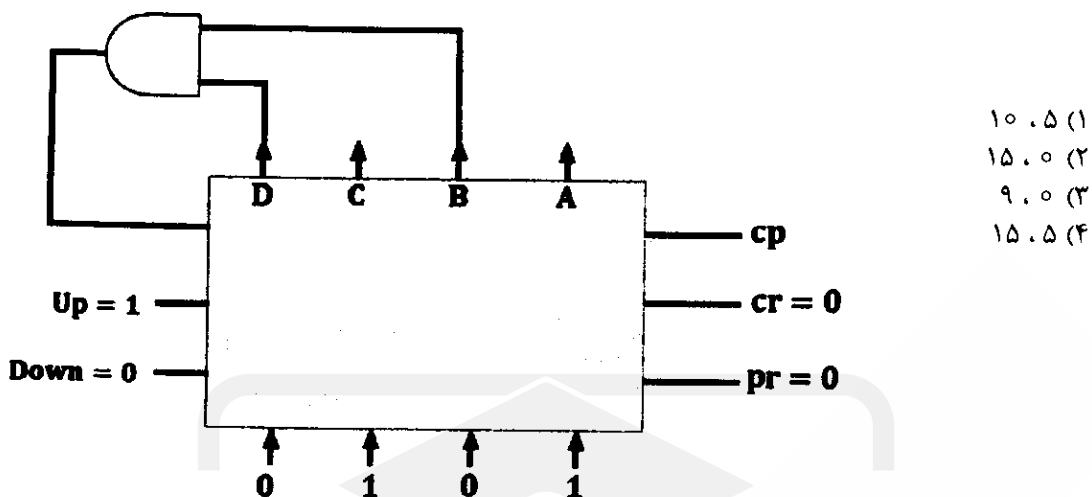 ۱) ۵ ، ۱۰
۲) ۰ ، ۱۵
۳) ۰ ، ۹
۴) ۵ ، ۱۵
D C B A
cp
Up = 1
cr = 0
Down = 0
pr = 0
0 1 0 1